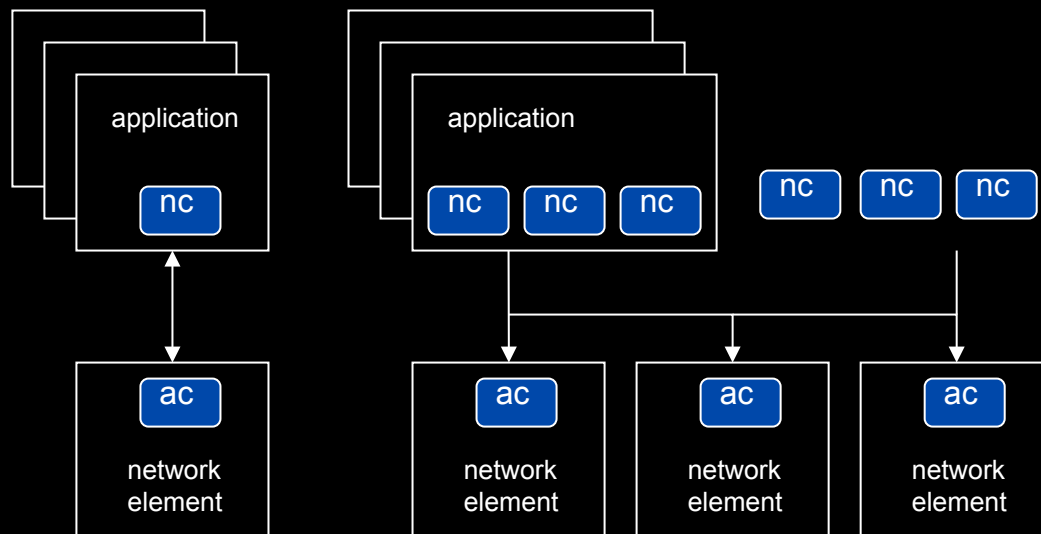 application
nc
application
nc nc nc
nc nc nc
ac
network
element
ac
network
element
ac
network
element
ac
network
element